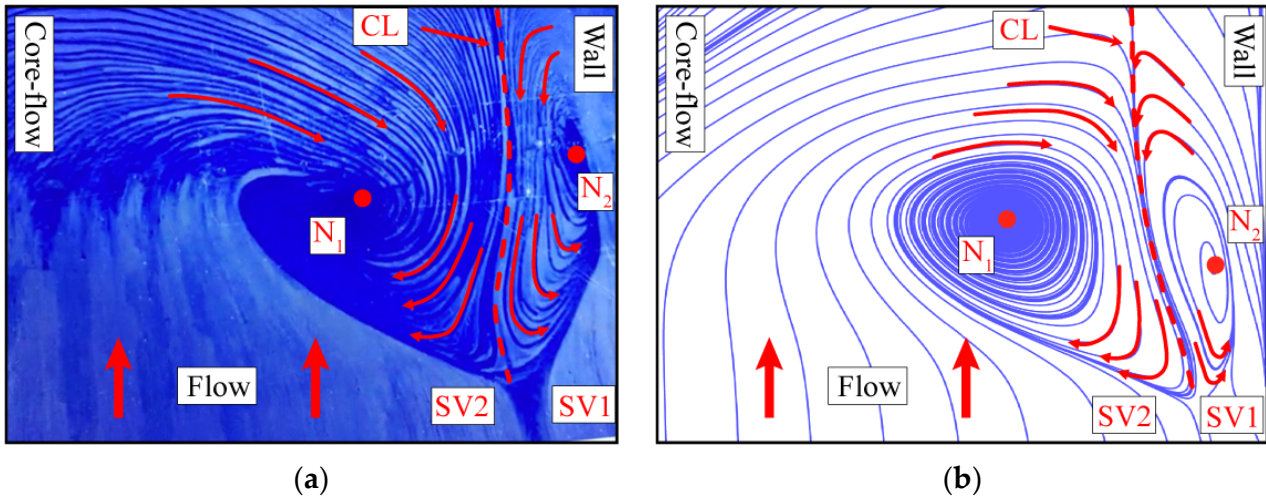 Core-flow
CL
Wall
N1
N2
Flow
SV2
SV1
(a)
Core-flow
CL
Wall
N1
N2
Flow
SV2
SV1
(b)